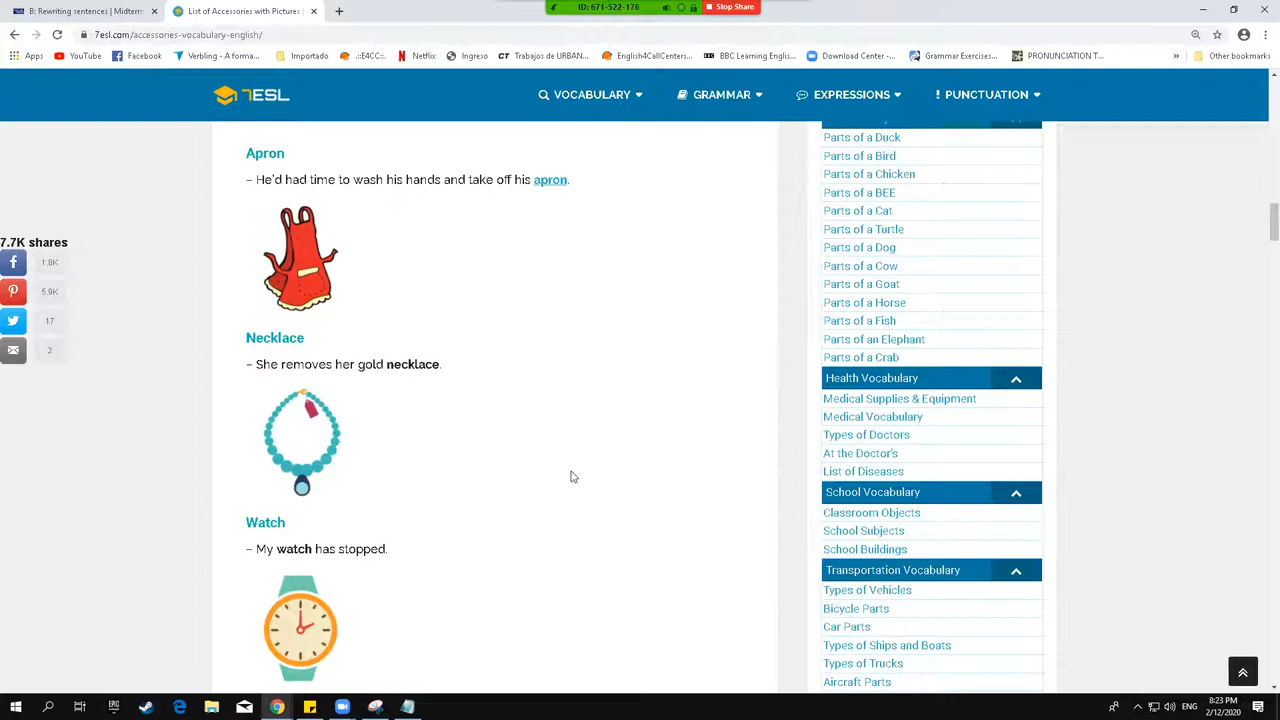 B: Rewriting sentences | Midterm
List of Accessories with Pictures |
ID: 671-522-176
Stop Share
7esl.com/accessories-vocabulary-english/
Apps
YouTube
Facebook
Verbling - A forma...
Importado
.::E4CC::.
Netflix
Ingreso
CT Trabajos de URBAN...
English4CallCenters...
BBC Learning Englis...
Download Center -...
Grammar Exercises...
PRONUNCIATION T...
»
Other bookmarks
7ESL
VOCABULARY
GRAMMAR
EXPRESSIONS
PUNCTUATION
Apron
– He'd had time to wash his hands and take off his apron.
Necklace
– She removes her gold necklace.
Watch
– My watch has stopped.
7.7K shares
1.8K
5.9K
17
2
Parts of a Duck
Parts of a Bird
Parts of a Chicken
Parts of a BEE
Parts of a Cat
Parts of a Turtle
Parts of a Dog
Parts of a Cow
Parts of a Goat
Parts of a Horse
Parts of a Fish
Parts of an Elephant
Parts of a Crab
Health Vocabulary
Medical Supplies & Equipment
Medical Vocabulary
Types of Doctors
At the Doctor's
List of Diseases
School Vocabulary
Classroom Objects
School Subjects
School Buildings
Transportation Vocabulary
Types of Vehicles
Bicycle Parts
Car Parts
Types of Ships and Boats
Types of Trucks
Aircraft Parts
ENG
8:23 PM
2/12/2020